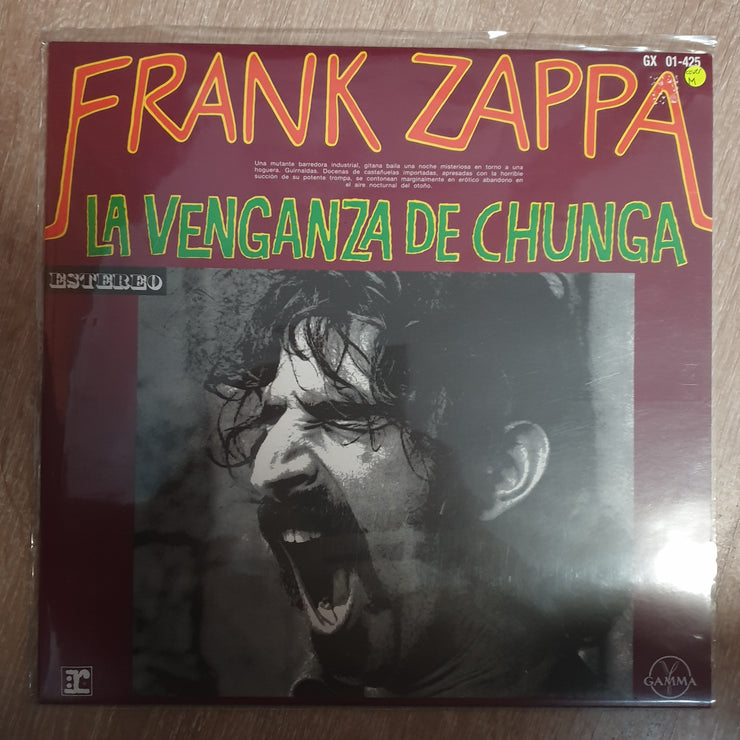 GX 01-425
FRANK ZAPPA
Una mutante barredora industrial, gitana baila una noche misteriosa en torno a una
hoguera. Guirnaldas. Docenas de castañuelas importadas, apresadas con la horrible
succión de su potente trompa, se contonean marginalmente en erótico abandono en
el aire nocturnal del otoño.
LA VENGANZA DE CHUNGA
ESTEREO
r
GAMMA